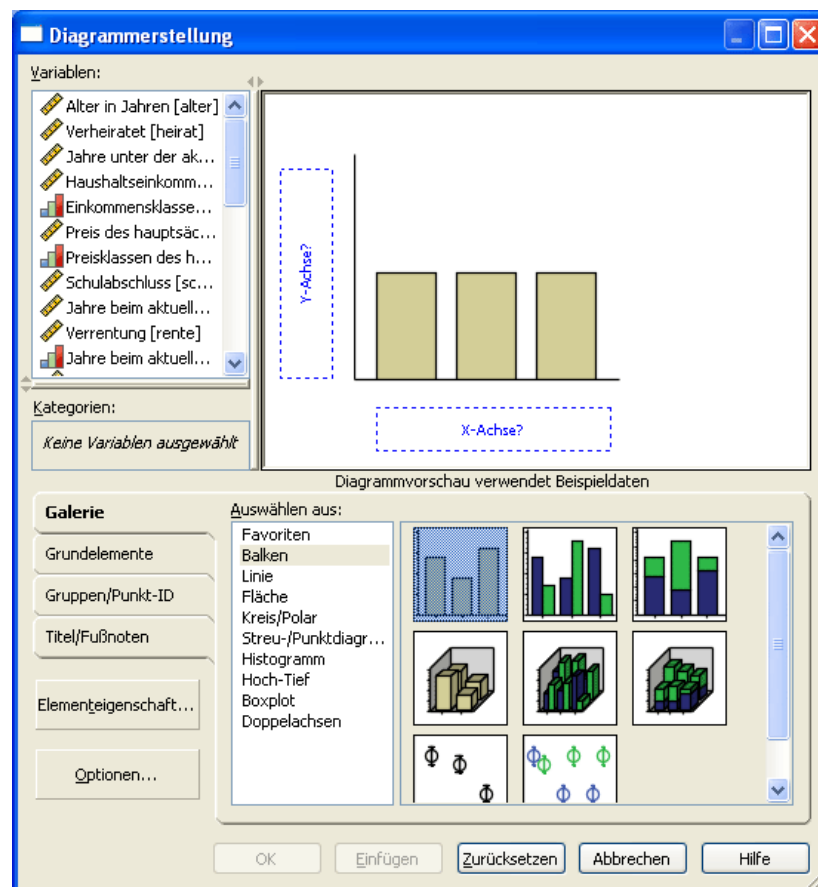 Diagrammerstellung
Variablen:
Alter in Jahren [alter]
Verheiratet [heirat]
Jahre unter der ak...
Haushaltseinkomm...
Einkommensklasse...
Preis des hauptsäc...
Preisklassen des h...
Schulabschluss [sc...
Jahre beim aktuell...
Verrentung [rente]
Jahre beim aktuell...
Kategorien:
Keine Variablen ausgewählt
Y-Achse?
X-Achse?
Diagrammvorschau verwendet Beispieldaten
Galerie
Grundelemente
Gruppen/Punkt-ID
Titel/Fußnoten
Elementeigenschaft...
Optionen...
Auswählen aus:
Favoriten
Balken
Linie
Fläche
Kreis/Polar
Streu-/Punktdiagr...
Histogramm
Hoch-Tief
Boxplot
Doppelachsen
OK
Einfügen
Zurücksetzen
Abbrechen
Hilfe